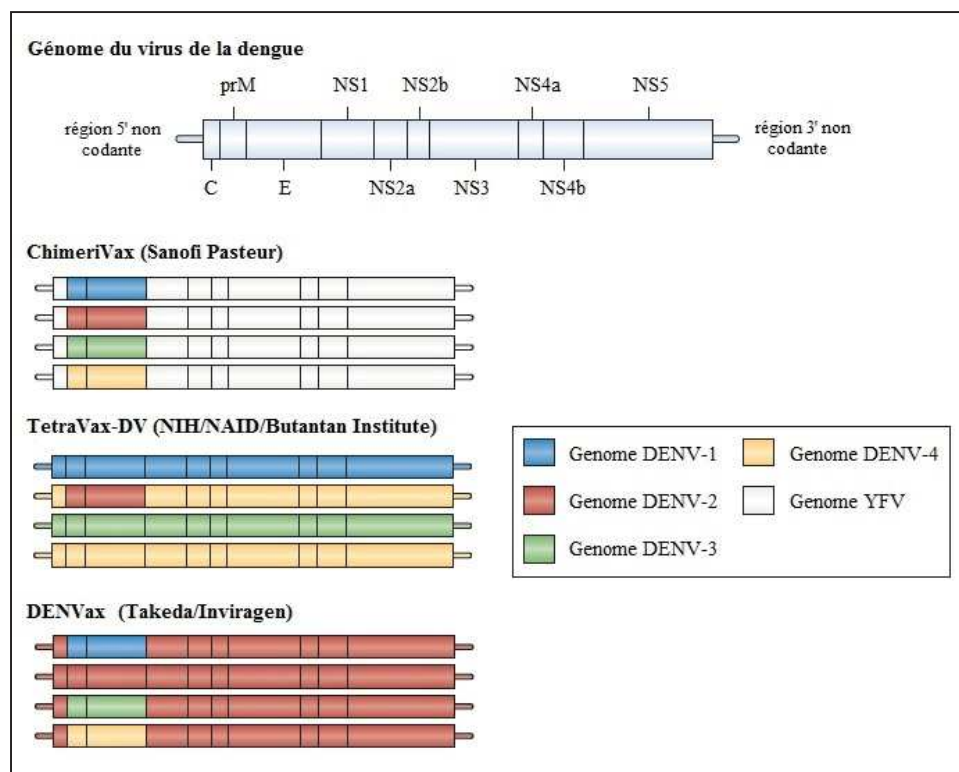 Génome du virus de la dengue
prM NS1 NS2b NS4a NS5
région 5' non
codante
région 3' non
codante
C E NS2a NS3 NS4b
ChimeriVax (Sanofi Pasteur)
TetraVax-DV (NIH/NAID/Butantan Institute)
Genome DENV-1
Genome DENV-4
Genome DENV-2
Genome YFV
Genome DENV-3
DENVax (Takeda/Inviragen)